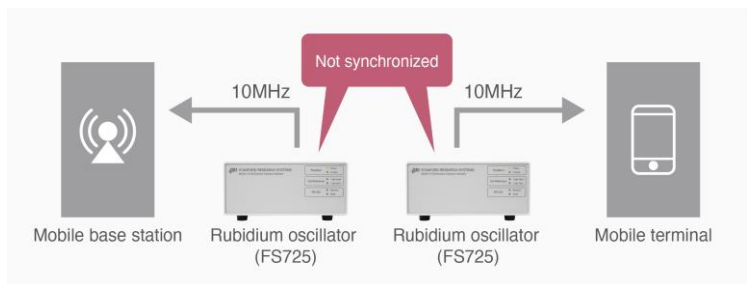 Not synchronized
10MHz
10MHz
Mobile base station
Rubidium oscillator
(FS725)
Rubidium oscillator
(FS725)
Mobile terminal